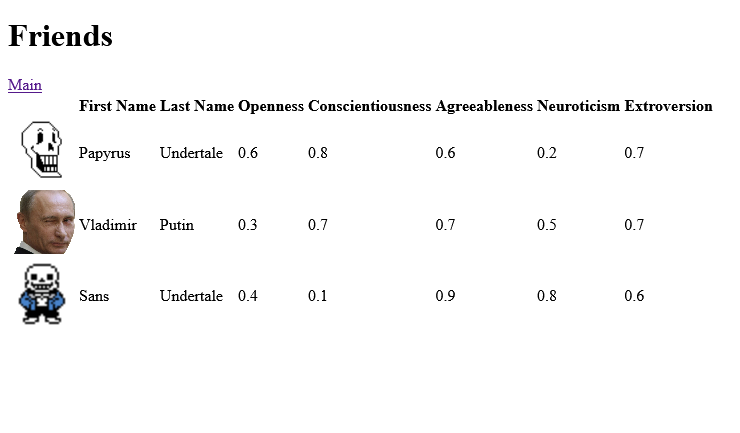 Friends
Main
First Name Last Name Openness Conscientiousness Agreeableness Neuroticism Extroversion
Papyrus Undertale 0.6 0.8 0.6 0.2 0.7
Vladimir Putin 0.3 0.7 0.7 0.5 0.7
Sans Undertale 0.4 0.1 0.9 0.8 0.6